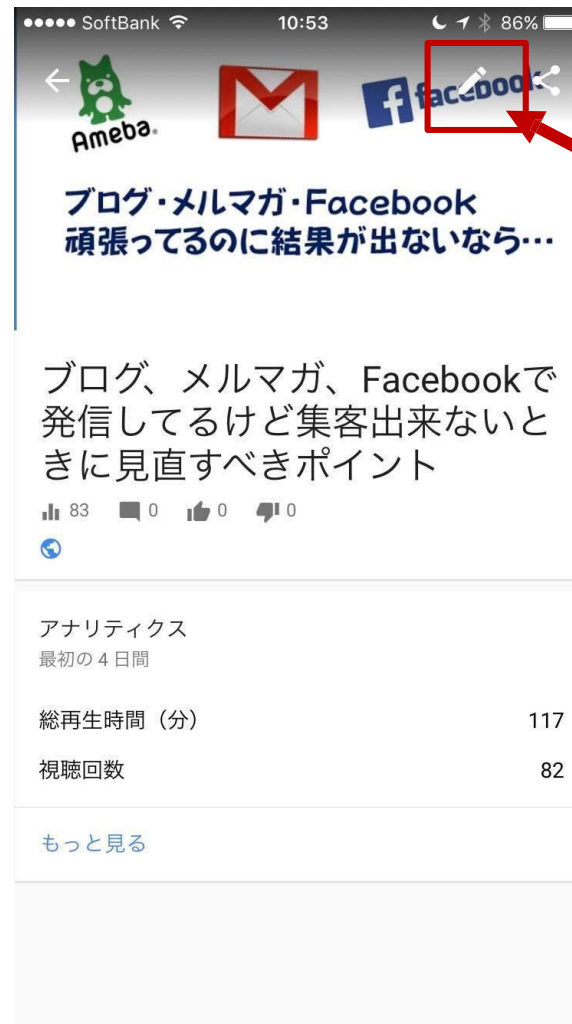 SoftBank 10:53 86%
Ameba.
facebook
ブログ・メルマガ・Facebook
頑張ってるのに結果が出ないなら…
ブログ、メルマガ、Facebookで
発信してるけど集客出来ないと
きに見直すべきポイント
83 0 0 0
アナリティクス
最初の 4 日間
総再生時間（分） 117
視聴回数 82
もっと見る